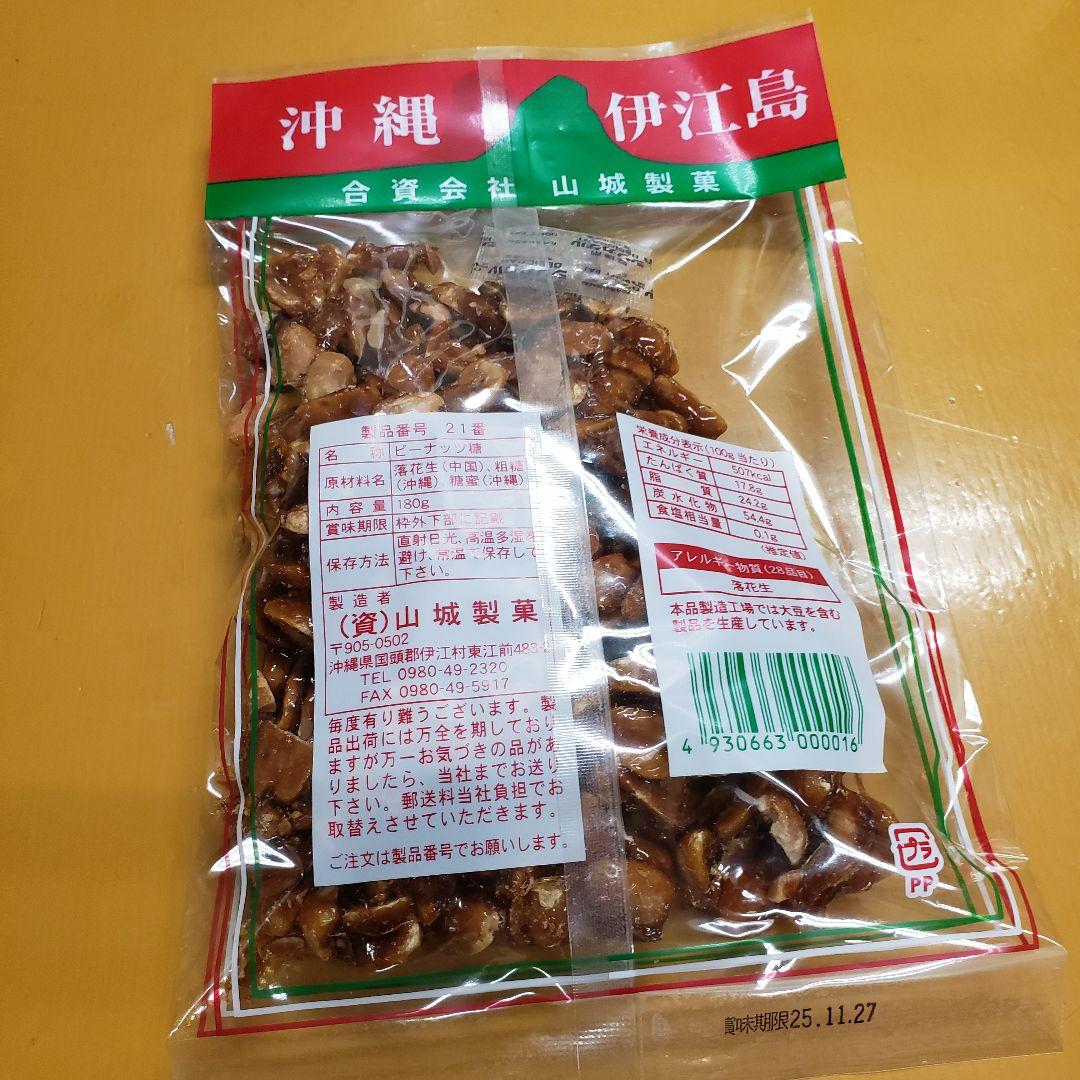 沖縄 伊江島
合資会社 山城製菓
製品番号 21番
名称 ピーナッツ糖
原材料名 落花生(中国)、粗糖
(沖縄) 糖蜜(沖縄)
内容量 180g
賞味期限 枠外下部に記載
保存方法 直射日光、高温多湿を
避け、常温で保存して
下さい。
製造者
(資)山城製菓
〒905-0502
沖縄県国頭郡伊江村東江前483-
TEL 0980-49-2320
FAX 0980-49-5917
毎度有り難うございます。製
品出荷には万全を期しており
ますが万一お気づきの品があ
りましたら、当社までお送り
下さい。郵送料当社負担でお
取替えさせていただきます。
ご注文は製品番号でお願いします。
栄養成分表示(100g当たり)
エネルギー 507kcal
たんぱく質 17.8g
脂質 24.2g
炭水化物 54.4g
食塩相当量 0.1g
(推定値)
アレルギー物質(28品目)
落花生
本品製造工場では大豆を含む
製品を生産しています。
4 930663 000016
プラ
PP
賞味期限25.11.27